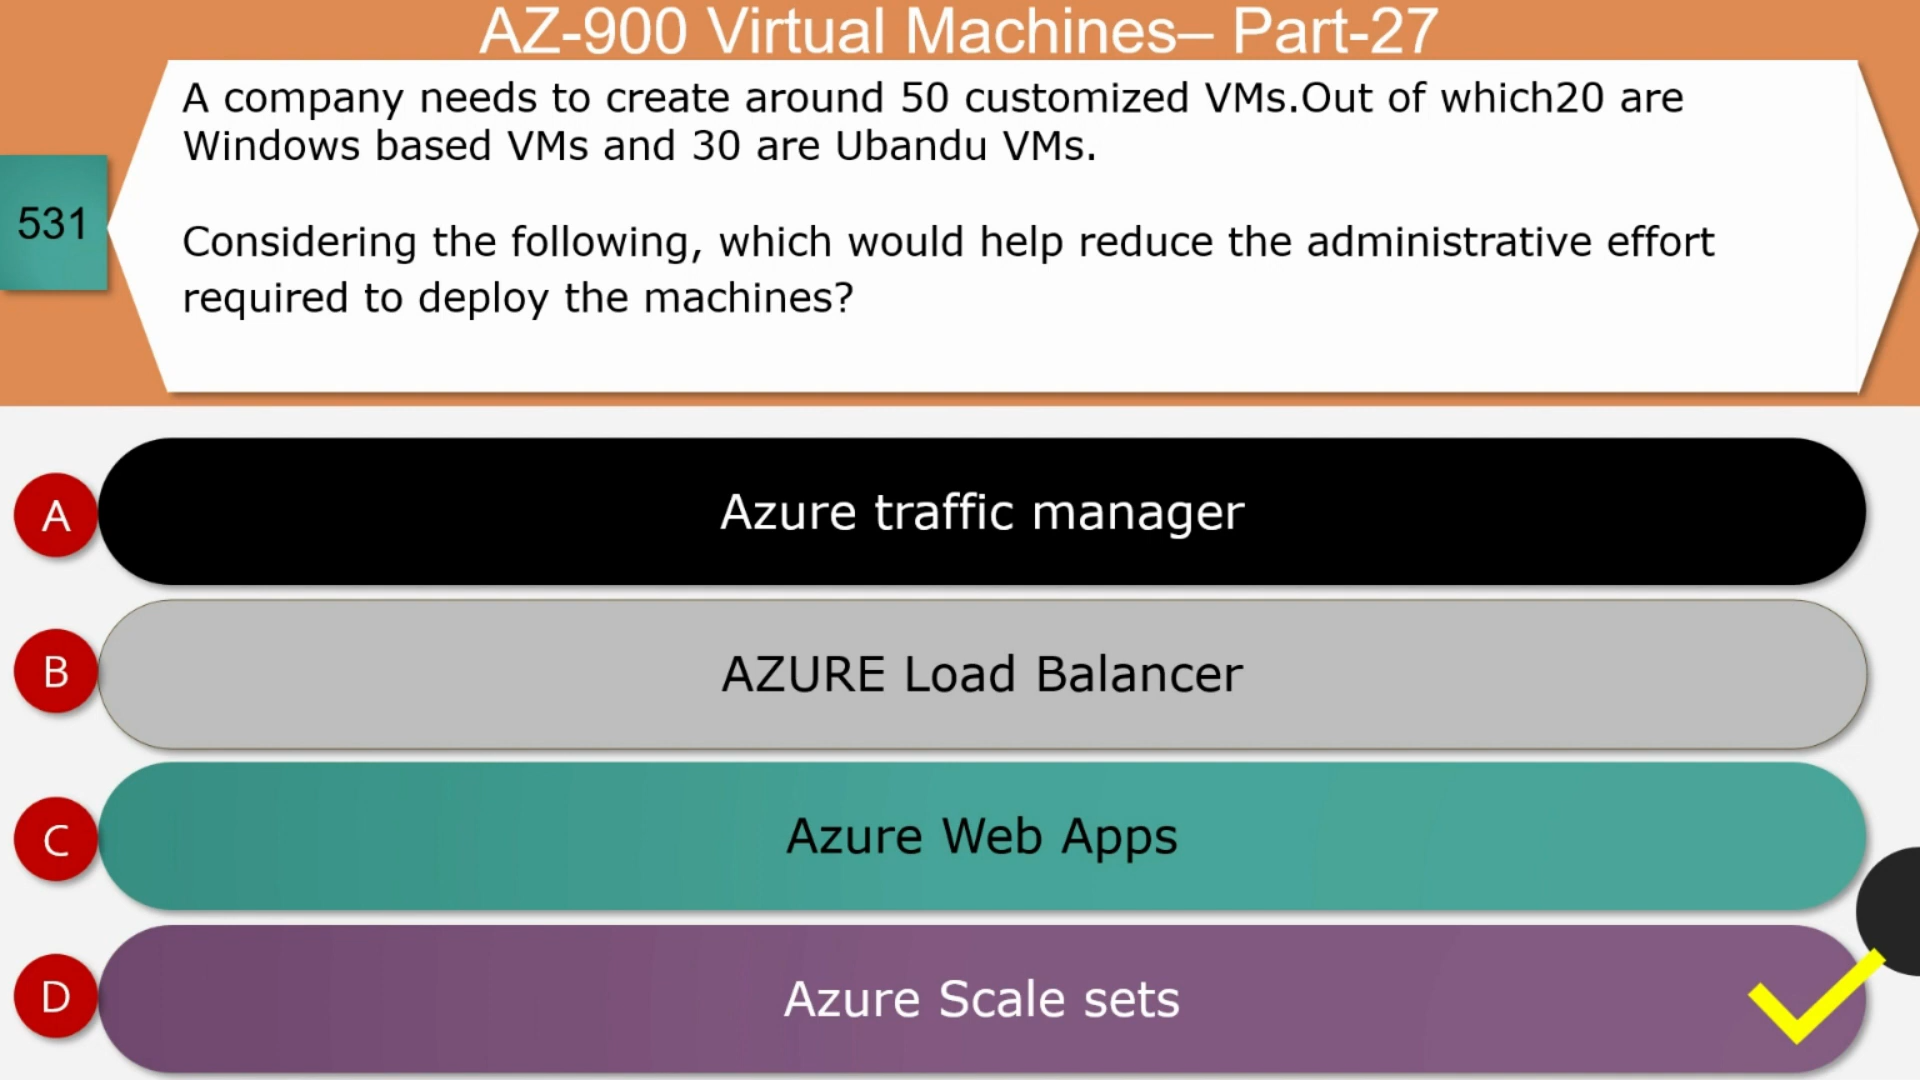 AZ-900 Virtual Machines– Part-27
A company needs to create around 50 customized VMs.Out of which20 are
Windows based VMs and 30 are Ubandu VMs.
531
Considering the following, which would help reduce the administrative effort
required to deploy the machines?
A
Azure traffic manager
B
AZURE Load Balancer
C
Azure Web Apps
D
Azure Scale sets